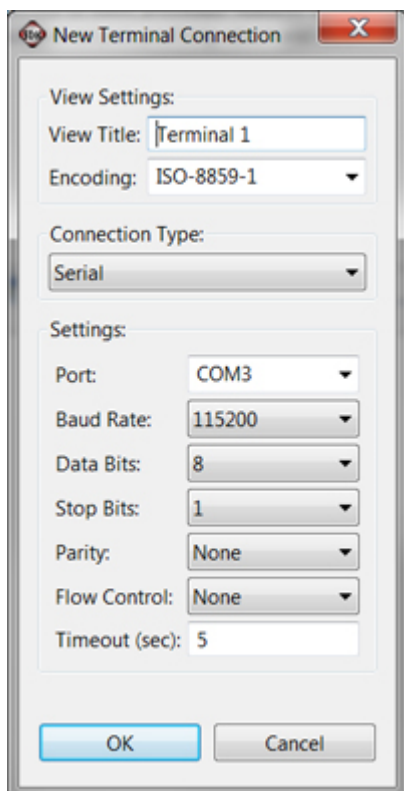 New Terminal Connection
View Settings:
View Title: Terminal 1
Encoding: ISO-8859-1
Connection Type:
Serial
Settings:
Port: COM3
Baud Rate: 115200
Data Bits: 8
Stop Bits: 1
Parity: None
Flow Control: None
Timeout (sec): 5
OK Cancel